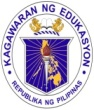 KAGAWARAN NG EDUKASYON
REPUBLIKA NG PILIPINAS